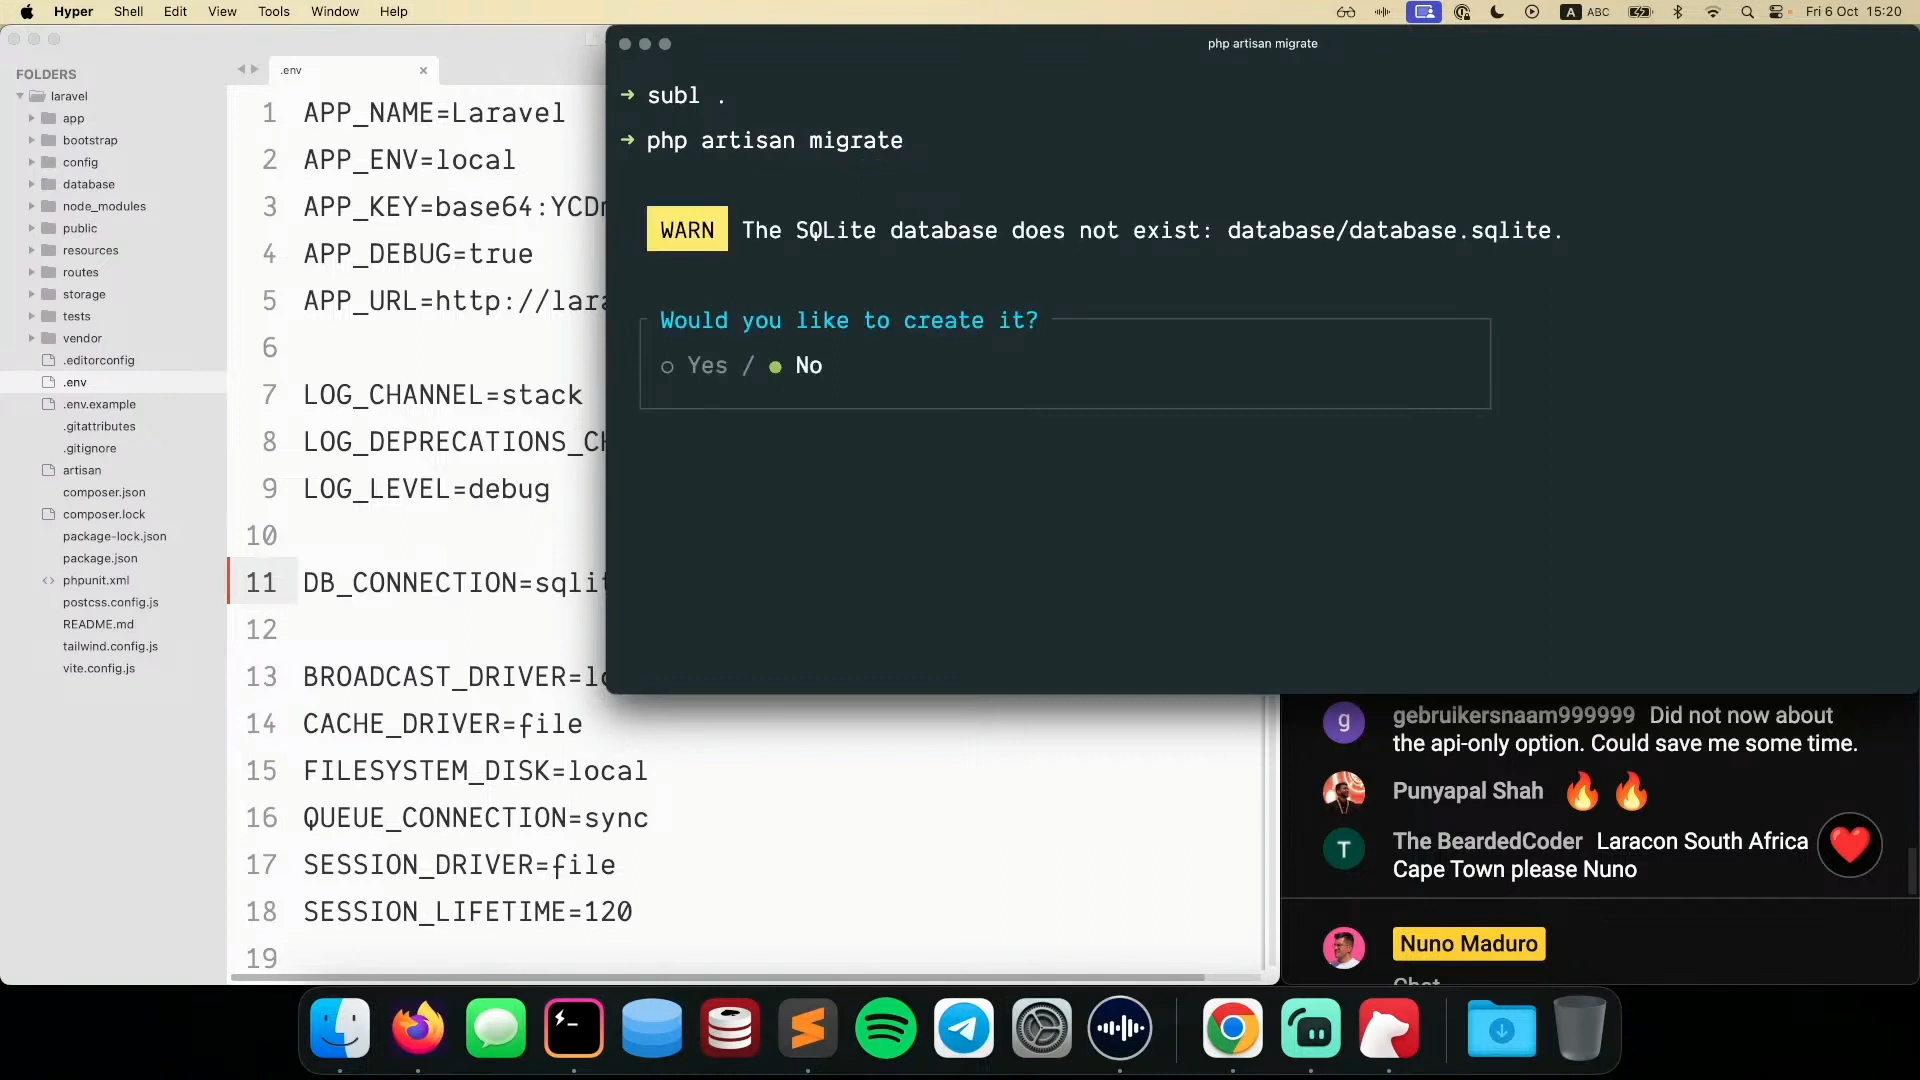 Hyper Shell Edit View Tools Window Help
A ABC Fri 6 Oct 15:20
FOLDERS
laravel
app
bootstrap
config
database
node_modules
public
resources
routes
storage
tests
vendor
.editorconfig
.env
.env.example
.gitattributes
.gitignore
artisan
composer.json
composer.lock
package-lock.json
package.json
phpunit.xml
postcss.config.js
README.md
tailwind.config.js
vite.config.js
.env
1 APP_NAME=Laravel
2 APP_ENV=local
3 APP_KEY=base64:YCD
4 APP_DEBUG=true
5 APP_URL=http://lar
6
7 LOG_CHANNEL=stack
8 LOG_DEPRECATIONS_C
9 LOG_LEVEL=debug
10
11 DB_CONNECTION=sqli
12
13 BROADCAST_DRIVER=l
14 CACHE_DRIVER=file
15 FILESYSTEM_DISK=local
16 QUEUE_CONNECTION=sync
17 SESSION_DRIVER=file
18 SESSION_LIFETIME=120
19
php artisan migrate
➜ subl .
➜ php artisan migrate
WARN The SQLite database does not exist: database/database.sqlite.
Would you like to create it?
○ Yes / ● No
g
gebruikersnaam999999 Did not now about
the api-only option. Could save me some time.
Punyapal Shah 🔥 🔥
T
The BeardedCoder Laracon South Africa
Cape Town please Nuno
Nuno Maduro